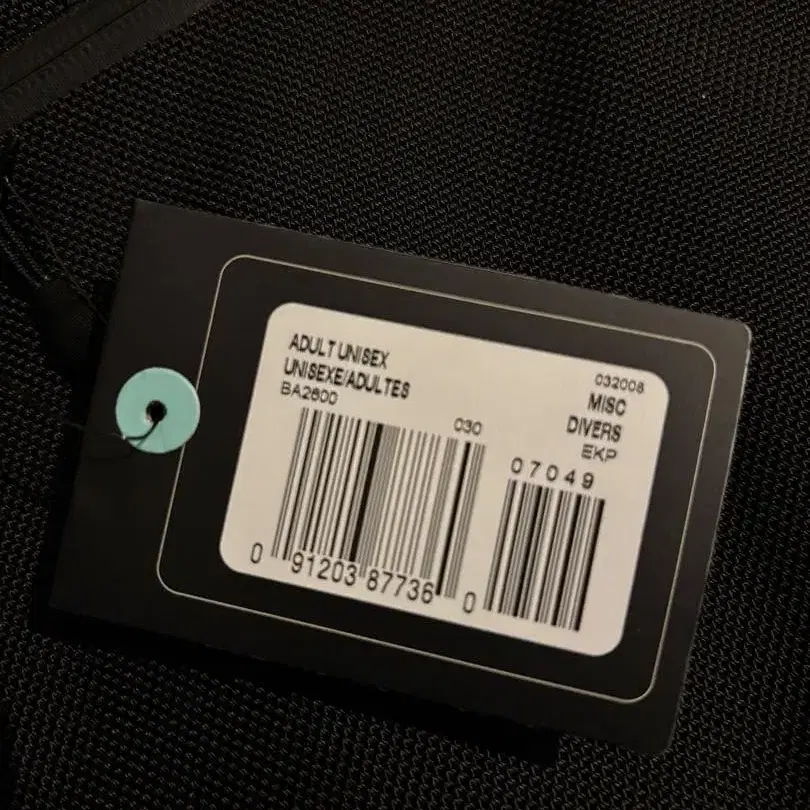 ADULT UNISEX
UNISEXE/ADULTES
BA2600
030
032008
MISC
DIVERS
EKP
07049
0 91203 87736 0